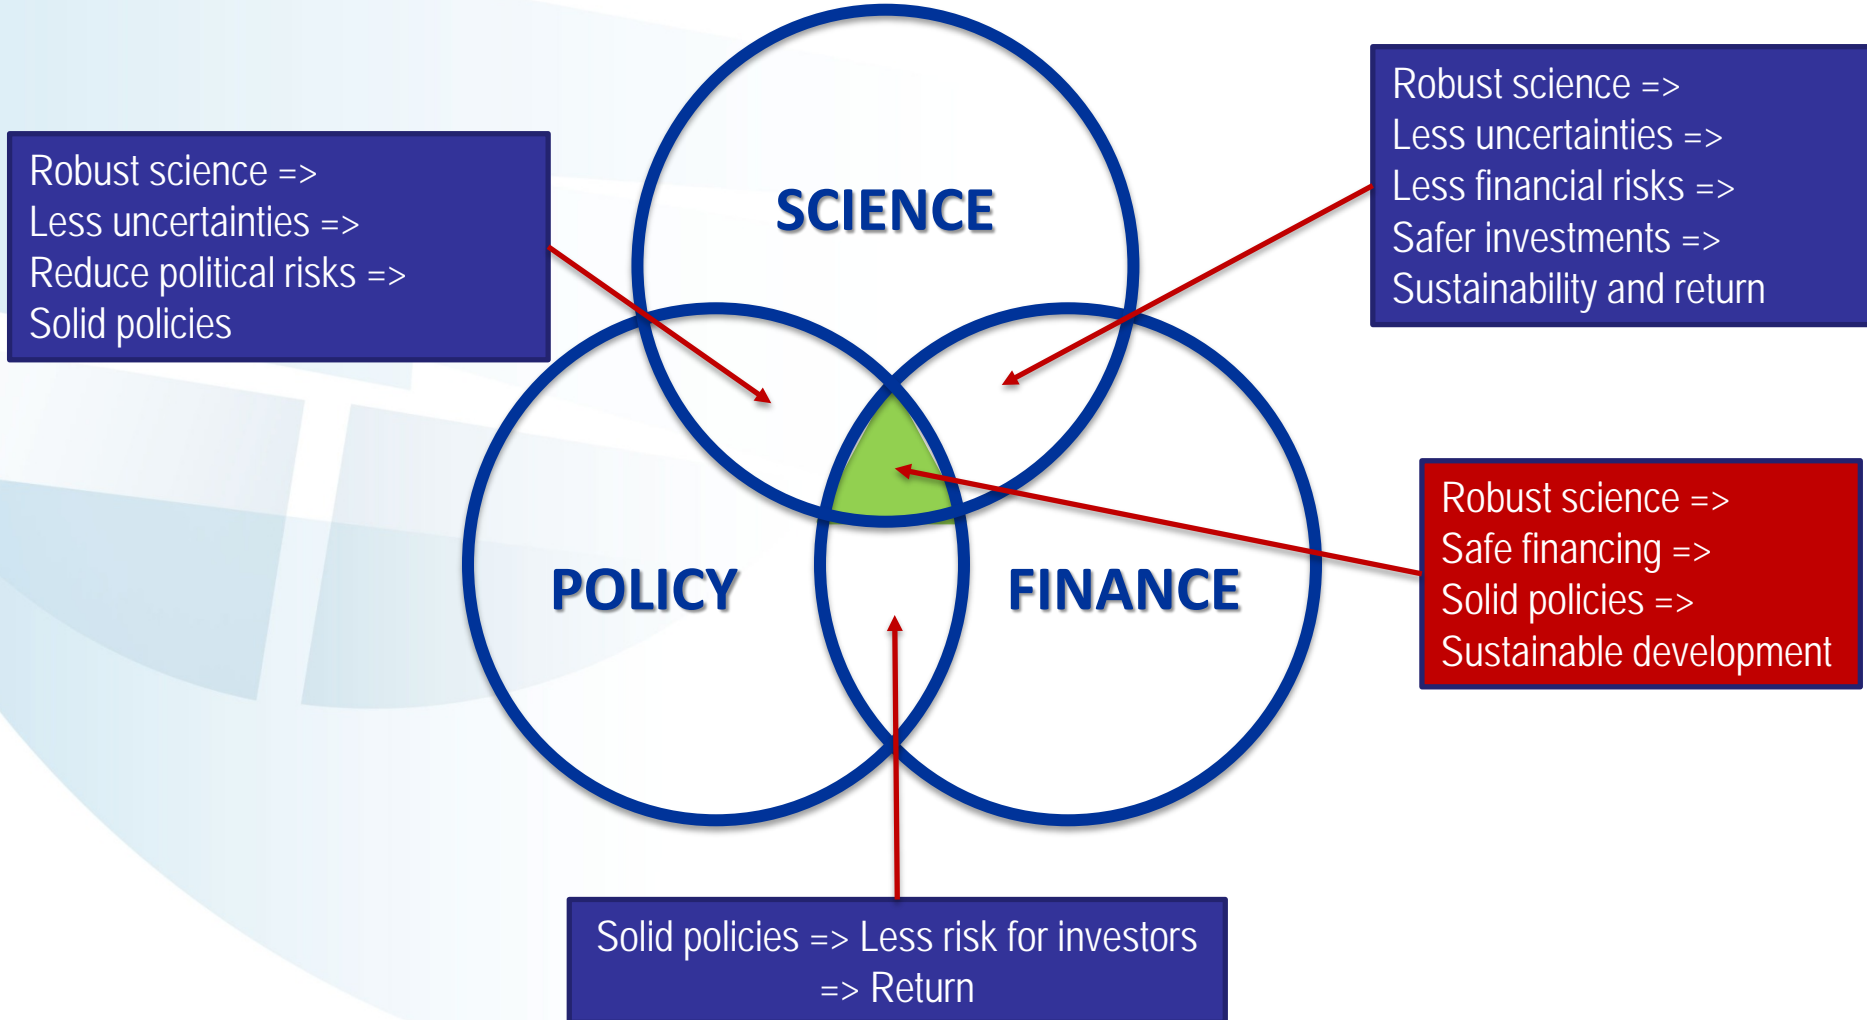 SCIENCE
Robust science =>
Less uncertainties =>
Reduce political risks =>
Solid policies
Robust science =>
Less uncertainties =>
Less financial risks =>
Safer investments =>
Sustainability and return
POLICY
FINANCE
Robust science =>
Safe financing =>
Solid policies =>
Sustainable development
Solid policies => Less risk for investors
=> Return